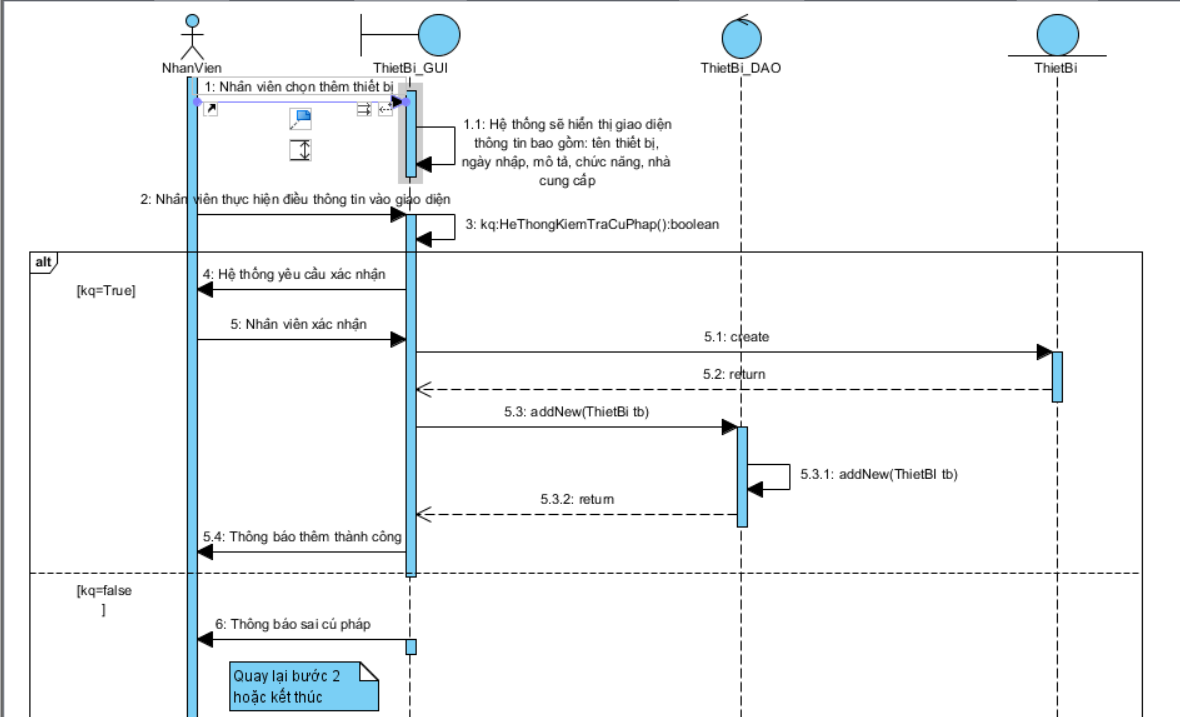 NhanVien
ThietBi_GUI
ThietBi_DAO
ThietBi
1: Nhân viên chọn thêm thiết bị
1.1: Hệ thống sẽ hiển thị giao diện
thông tin bao gồm: tên thiết bị,
ngày nhập, mô tả, chức năng, nhà
cung cấp
2: Nhân viên thực hiện điều thông tin vào giao diện
3: kq:HeThongKiemTraCuPhap():boolean
alt
4: Hệ thống yêu cầu xác nhận
[kq=True]
5: Nhân viên xác nhận
5.1: create
5.2: return
5.3: addNew(ThietBi tb)
5.3.1: addNew(ThietBI tb)
5.3.2: return
5.4: Thông báo thêm thành công
[kq=false
]
6: Thông báo sai cú pháp
Quay lại bước 2
hoặc kết thúc